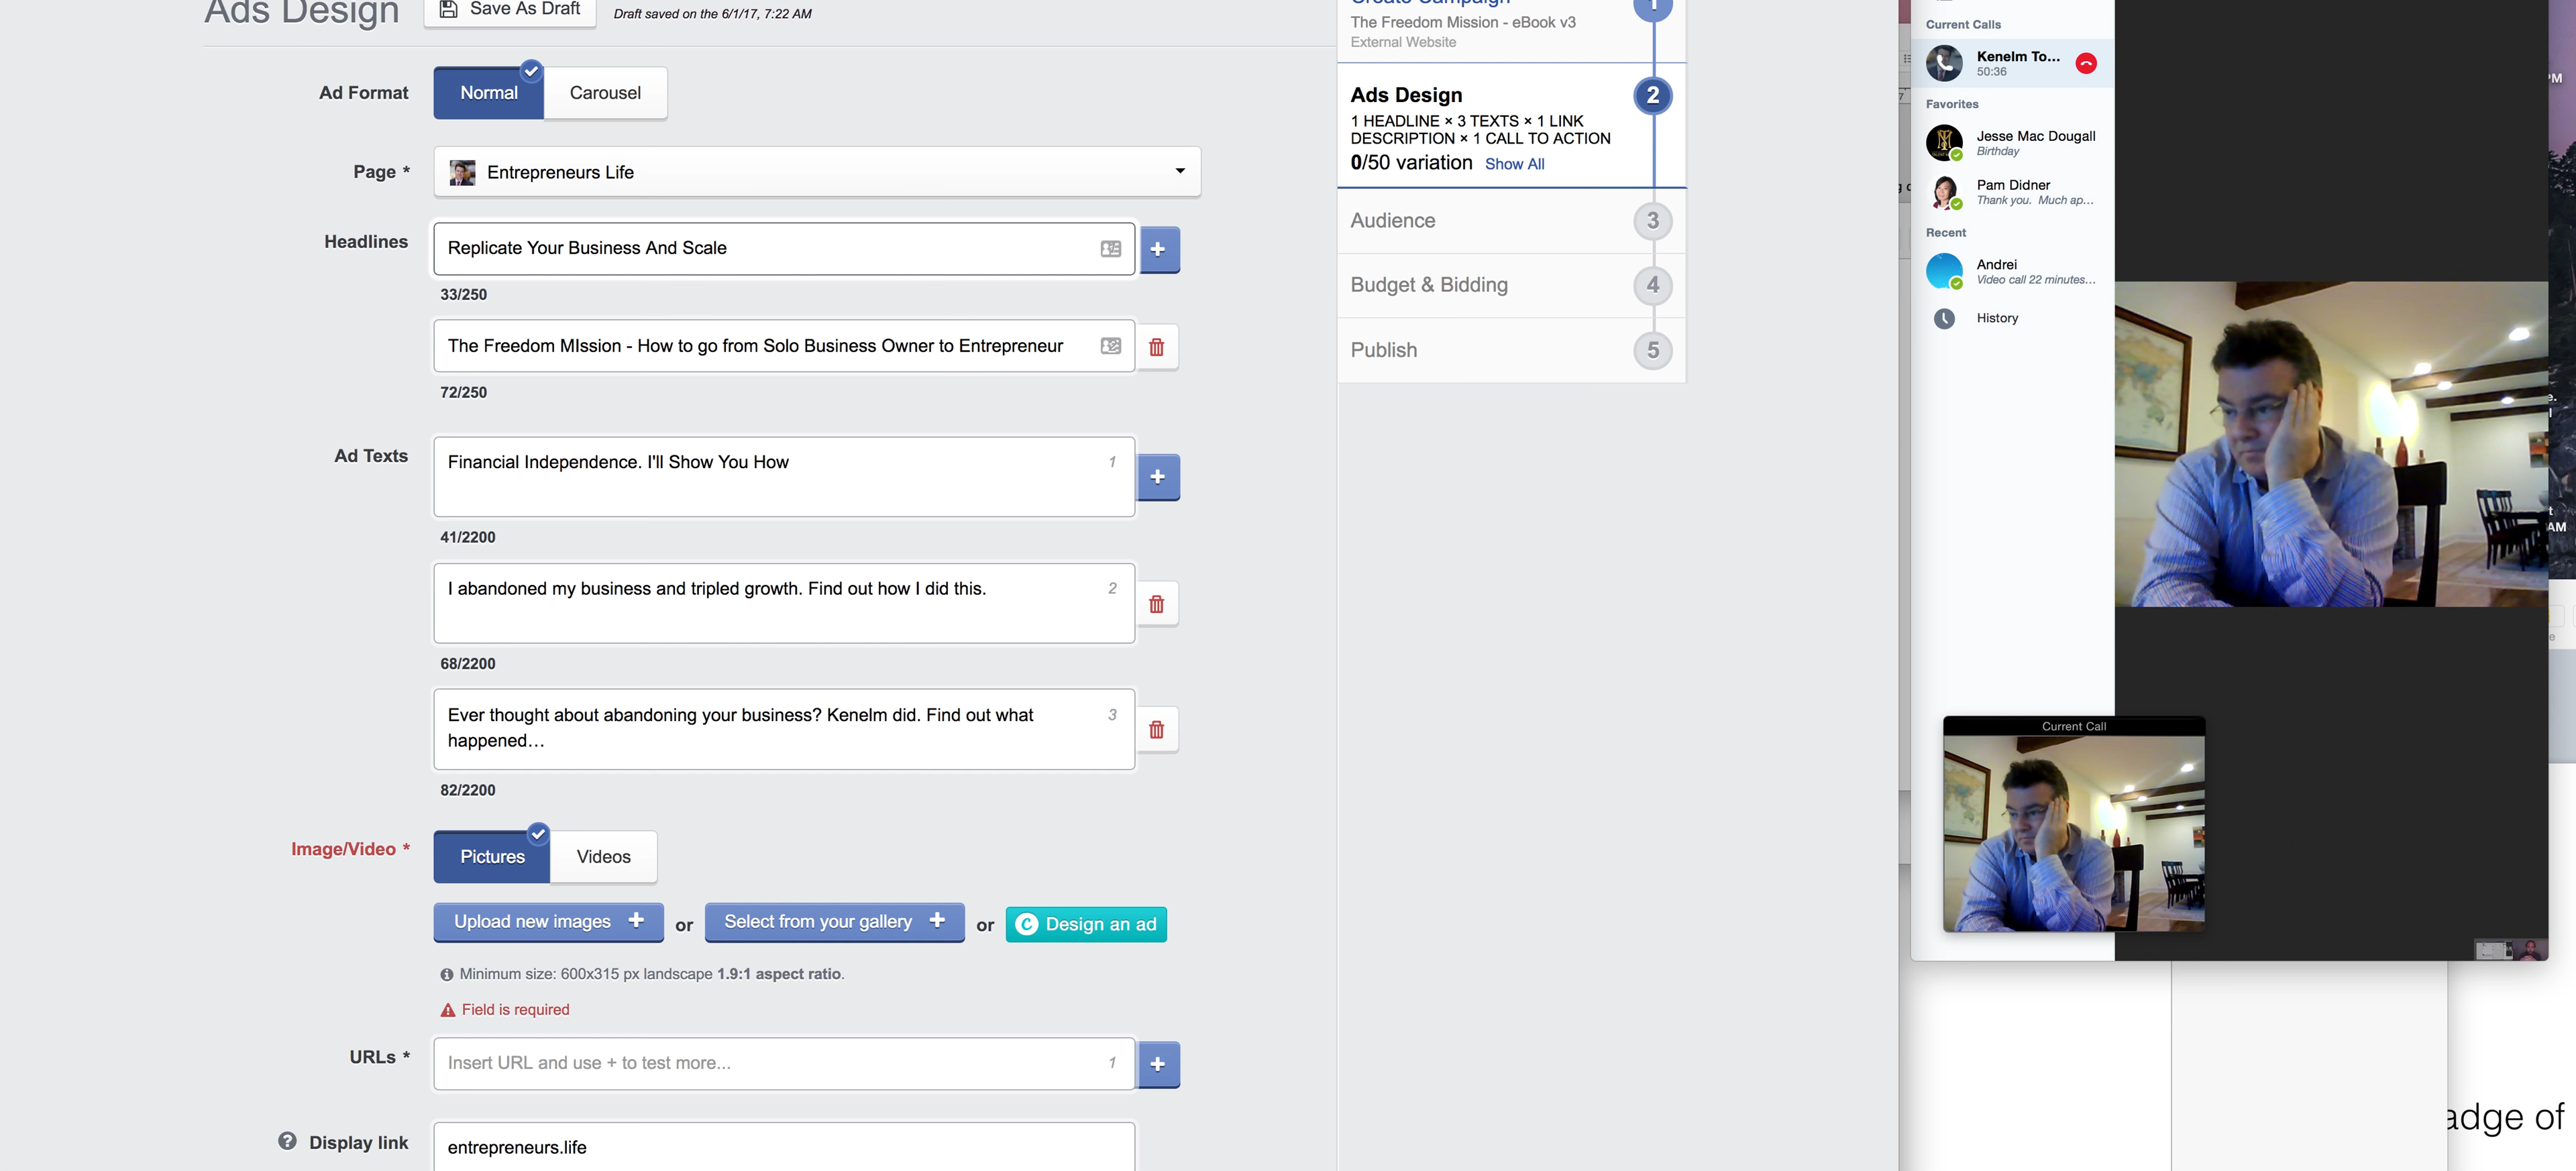 Ads Design
Save As Draft
Draft saved on the 6/1/17, 7:22 AM
Ad Format
Normal
Carousel
Page *
Entrepreneurs Life
Headlines
Replicate Your Business And Scale
33/250
The Freedom MIssion - How to go from Solo Business Owner to Entrepreneur
72/250
Ad Texts
Financial Independence. I'll Show You How
1
41/2200
I abandoned my business and tripled growth. Find out how I did this.
2
68/2200
Ever thought about abandoning your business? Kenelm did. Find out what
happened…
3
82/2200
Image/Video *
Pictures
Videos
Upload new images +
or
Select from your gallery +
or
Design an ad
Minimum size: 600x315 px landscape 1.9:1 aspect ratio.
Field is required
URLs *
Insert URL and use + to test more...
1
Display link
entrepreneurs.life
Create Campaign
1
The Freedom Mission - eBook v3
External Website
Ads Design
2
1 HEADLINE × 3 TEXTS × 1 LINK
DESCRIPTION × 1 CALL TO ACTION
0/50 variation Show All
Audience
3
Budget & Bidding
4
Publish
5
Current Calls
Kenelm To...
50:36
Favorites
Jesse Mac Dougall
Birthday
Pam Didner
Thank you. Much ap...
Recent
Andrei
Video call 22 minutes...
History
Current Call
AM
adge of